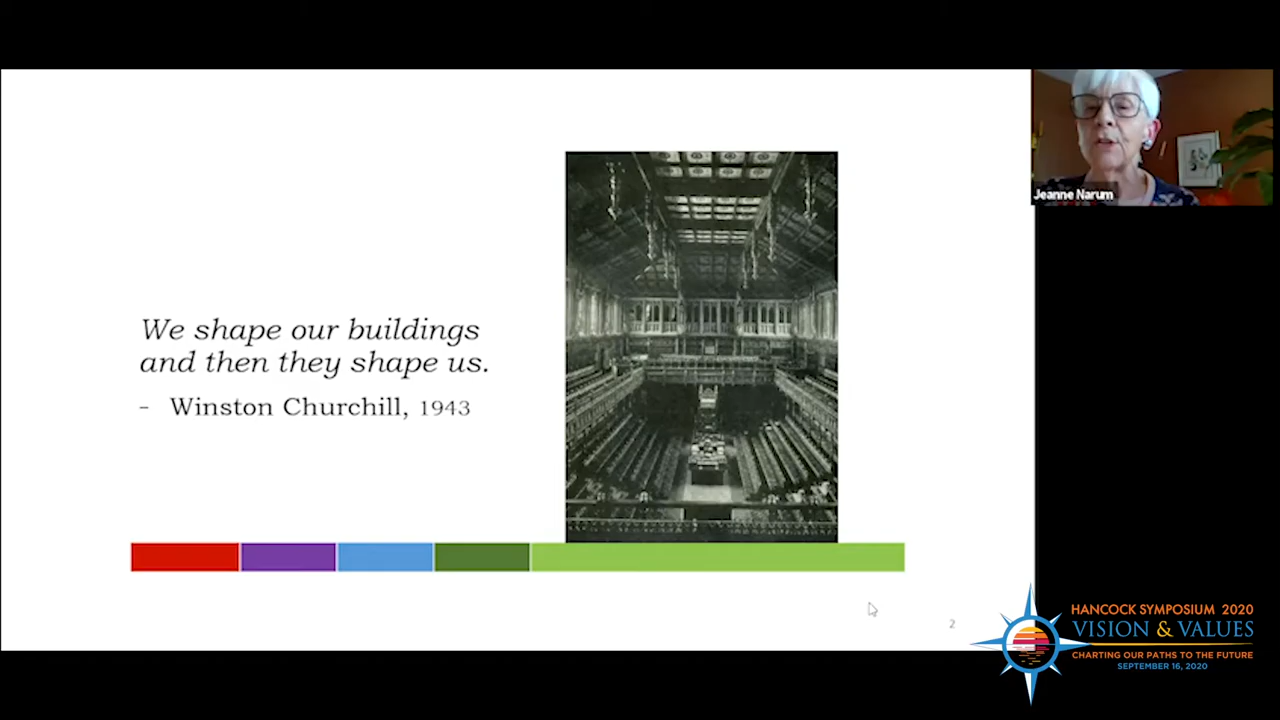 We shape our buildings
and then they shape us.
- Winston Churchill, 1943
Jeanne Narum
2
HANCOCK SYMPOSIUM 2020
VISION & VALUES
CHARTING OUR PATHS TO THE FUTURE
SEPTEMBER 16, 2020